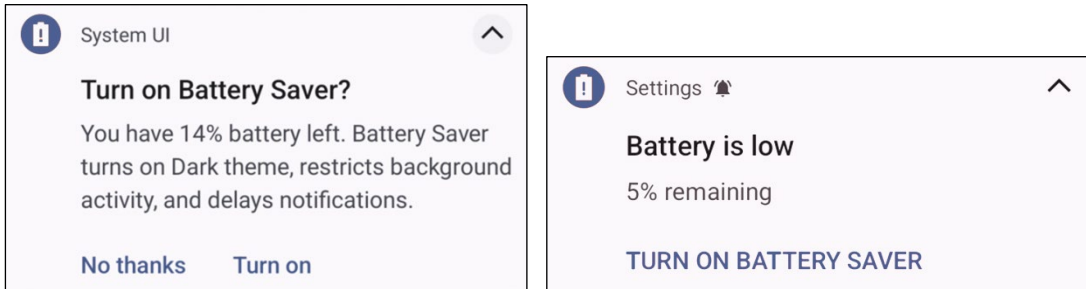 System UI
Turn on Battery Saver?
You have 14% battery left. Battery Saver
turns on Dark theme, restricts background
activity, and delays notifications.
No thanks Turn on
Settings
Battery is low
5% remaining
TURN ON BATTERY SAVER